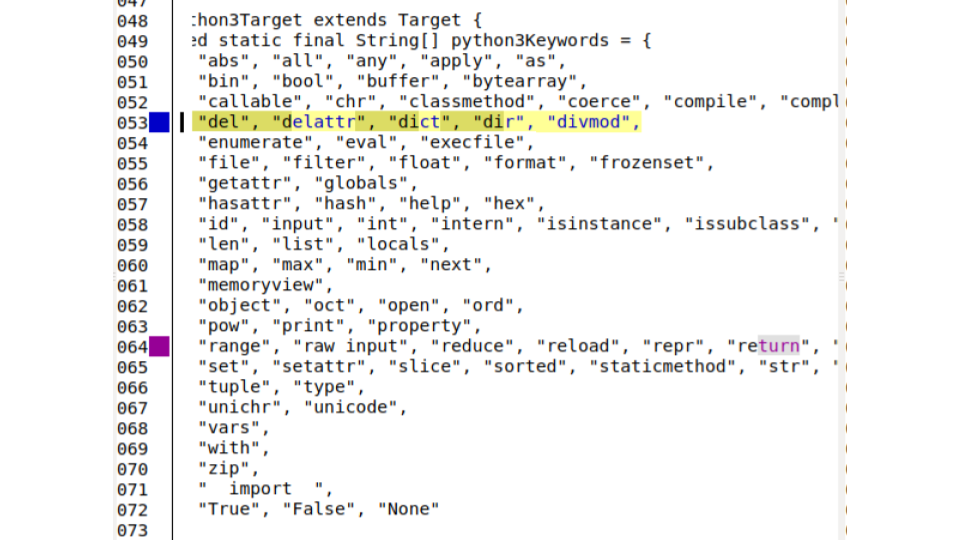 047
048 :hon3Target extends Target {
049 ed static final String[] python3Keywords = {
050 "abs", "all", "any", "apply", "as",
051 "bin", "bool", "buffer", "bytearray",
052 "callable", "chr", "classmethod", "coerce", "compile", "compl
053 "del", "delattr", "dict", "dir", "divmod",
054 "enumerate", "eval", "execfile",
055 "file", "filter", "float", "format", "frozenset",
056 "getattr", "globals",
057 "hasattr", "hash", "help", "hex",
058 "id", "input", "int", "intern", "isinstance", "issubclass", "
059 "len", "list", "locals",
060 "map", "max", "min", "next",
061 "memoryview",
062 "object", "oct", "open", "ord",
063 "pow", "print", "property",
064 "range", "raw input", "reduce", "reload", "repr", "return", "
065 "set", "setattr", "slice", "sorted", "staticmethod", "str", "
066 "tuple", "type",
067 "unichr", "unicode",
068 "vars",
069 "with",
070 "zip",
071 "  import  ",
072 "True", "False", "None"
073